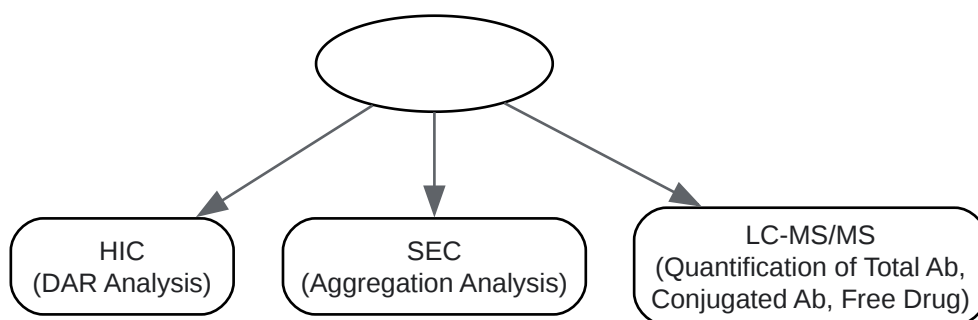 HIC
(DAR Analysis)
SEC
(Aggregation Analysis)
LC-MS/MS
(Quantification of Total Ab,
Conjugated Ab, Free Drug)